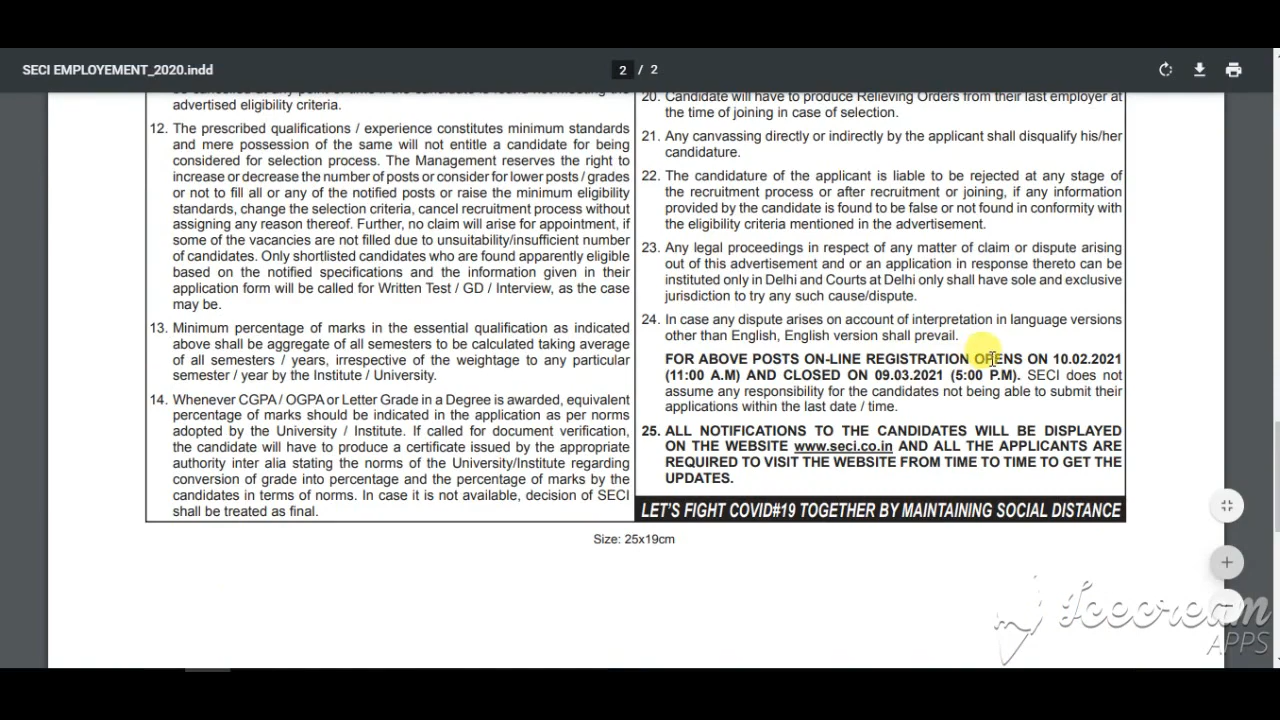 SECI EMPLOYEMENT_2020.indd
2 / 2
advertised eligibility criteria.
12. The prescribed qualifications / experience constitutes minimum standards
and mere possession of the same will not entitle a candidate for being
considered for selection process. The Management reserves the right to
increase or decrease the number of posts or consider for lower posts / grades
or not to fill all or any of the notified posts or raise the minimum eligibility
standards, change the selection criteria, cancel recruitment process without
assigning any reason thereof. Further, no claim will arise for appointment, if
some of the vacancies are not filled due to unsuitability/insufficient number
of candidates. Only shortlisted candidates who are found apparently eligible
based on the notified specifications and the information given in their
application form will be called for Written Test / GD / Interview, as the case
may be.
13. Minimum percentage of marks in the essential qualification as indicated
above shall be aggregate of all semesters to be calculated taking average
of all semesters / years, irrespective of the weightage to any particular
semester / year by the Institute / University.
14. Whenever CGPA / OGPA or Letter Grade in a Degree is awarded, equivalent
percentage of marks should be indicated in the application as per norms
adopted by the University / Institute. If called for document verification,
the candidate will have to produce a certificate issued by the appropriate
authority inter alia stating the norms of the University/Institute regarding
conversion of grade into percentage and the percentage of marks by the
candidates in terms of norms. In case it is not available, decision of SECI
shall be treated as final.
20. Candidate will have to produce Relieving Orders from their last employer at
the time of joining in case of selection.
21. Any canvassing directly or indirectly by the applicant shall disqualify his/her
candidature.
22. The candidature of the applicant is liable to be rejected at any stage of
the recruitment process or after recruitment or joining, if any information
provided by the candidate is found to be false or not found in conformity with
the eligibility criteria mentioned in the advertisement.
23. Any legal proceedings in respect of any matter of claim or dispute arising
out of this advertisement and or an application in response thereto can be
instituted only in Delhi and Courts at Delhi only shall have sole and exclusive
jurisdiction to try any such cause/dispute.
24. In case any dispute arises on account of interpretation in language versions
other than English, English version shall prevail.
FOR ABOVE POSTS ON-LINE REGISTRATION OPENS ON 10.02.2021
(11:00 A.M) AND CLOSED ON 09.03.2021 (5:00 P.M). SECI does not
assume any responsibility for the candidates not being able to submit their
applications within the last date / time.
25. ALL NOTIFICATIONS TO THE CANDIDATES WILL BE DISPLAYED
ON THE WEBSITE www.seci.co.in AND ALL THE APPLICANTS ARE
REQUIRED TO VISIT THE WEBSITE FROM TIME TO TIME TO GET THE
UPDATES.
LET'S FIGHT COVID#19 TOGETHER BY MAINTAINING SOCIAL DISTANCE
Size: 25x19cm
Icecream
APPS